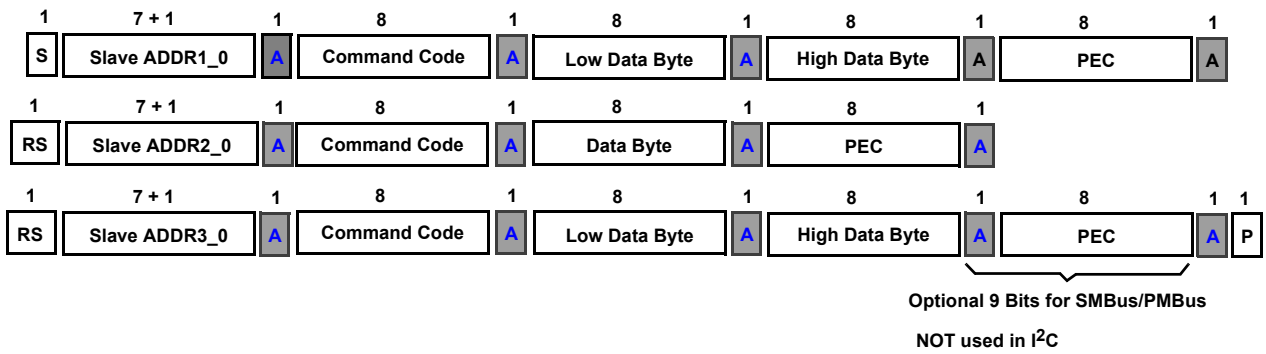 1 7 + 1 1 8 1 8 1 8 1 8 1
S Slave ADDR1_0 A Command Code A Low Data Byte A High Data Byte A PEC A
1 7 + 1 1 8 1 8 1 8 1
RS Slave ADDR2_0 A Command Code A Data Byte A PEC A
1 7 + 1 1 8 1 8 1 8 1 8 1 1
RS Slave ADDR3_0 A Command Code A Low Data Byte A High Data Byte A PEC A P
Optional 9 Bits for SMBus/PMBus
NOT used in I²C